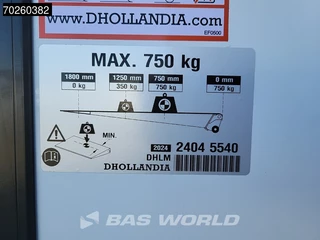 70260382
www.DHOLLANDIA.com
EF0600
MAX. 750 kg
1800 mm 1250 mm 750 mm 0 mm
0 kg 350 kg 750 kg 750 kg
MIN.
2024 2404 5540
DHLM
DHOLLANDIA
BAS WORLD